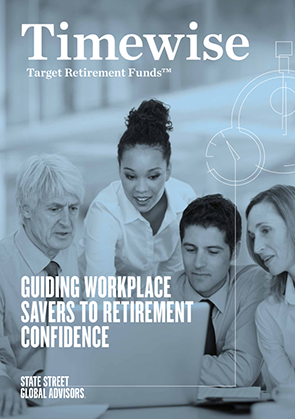 Timewise
Target Retirement Funds™
GUIDING WORKPLACE
SAVERS TO RETIREMENT
CONFIDENCE
STATE STREET
GLOBAL ADVISORS.